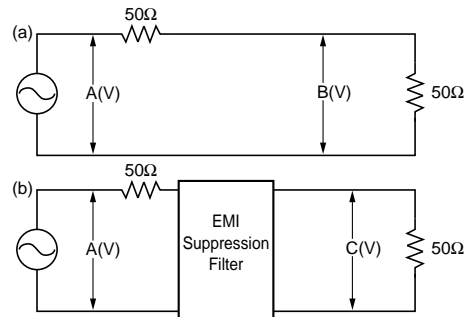 (a)
50Ω
A(V)
B(V)
50Ω
(b)
50Ω
A(V)
EMI
Suppression
Filter
C(V)
50Ω